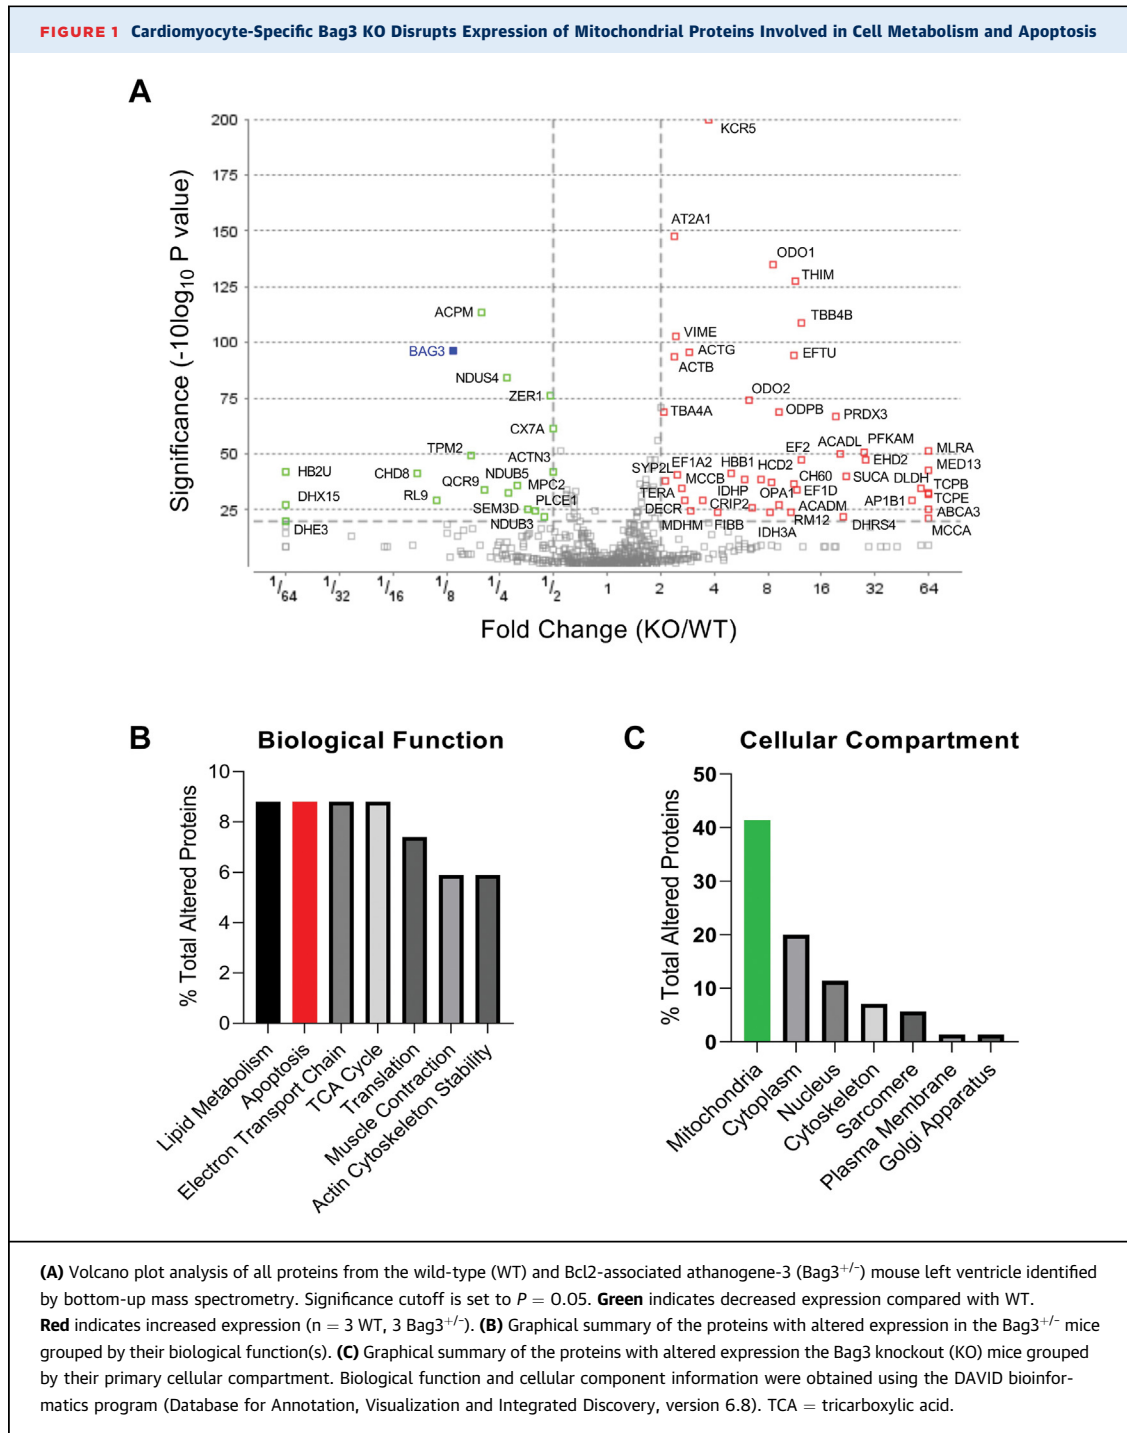 FIGURE 1 Cardiomyocyte-Specific Bag3 KO Disrupts Expression of Mitochondrial Proteins Involved in Cell Metabolism and Apoptosis
A
Significance (-10log10 P value)
200
175
150
125
100
75
50
25
KCR5
AT2A1
ODO1
THIM
ACPM
TBB4B
VIME
BAG3
ACTG
EFTU
ACTB
NDUS4
ZER1
ODO2
TBA4A
ODPB
PRDX3
CX7A
TPM2
ACTN3
EF2
ACADL
PFKAM
MLRA
HB2U
CHD8
QCR9
NDUB5
SYP2L
EF1A2
HBB1
HCD2
EHD2
MED13
MPC2
MCCB
CH60
SUCA
DLDH
TCPB
DHX15
RL9
PLCE1
TERA
IDHP
OPA1
EF1D
AP1B1
TCPE
SEM3D
DECR
CRIP2
ACADM
ABCA3
DHE3
NDUB3
MDHM
FIBB
IDH3A
RM12
DHRS4
MCCA
1/64
1/32
1/16
1/8
1/4
1/2
1
2
4
8
16
32
64
Fold Change (KO/WT)
B
Biological Function
% Total Altered Proteins
10
8
6
4
2
0
Lipid Metabolism
Apoptosis
Electron Transport Chain
TCA Cycle
Translation
Muscle Contraction
Actin Cytoskeleton Stability
C
Cellular Compartment
% Total Altered Proteins
50
40
30
20
10
0
Mitochondria
Cytoplasm
Nucleus
Cytoskeleton
Sarcomere
Plasma Membrane
Golgi Apparatus
(A) Volcano plot analysis of all proteins from the wild-type (WT) and Bcl2-associated athanogene-3 (Bag3+/-) mouse left ventricle identified
by bottom-up mass spectrometry. Significance cutoff is set to P = 0.05. Green indicates decreased expression compared with WT.
Red indicates increased expression (n = 3 WT, 3 Bag3+/-). (B) Graphical summary of the proteins with altered expression in the Bag3+/- mice
grouped by their biological function(s). (C) Graphical summary of the proteins with altered expression the Bag3 knockout (KO) mice grouped
by their primary cellular compartment. Biological function and cellular component information were obtained using the DAVID bioinfor-
matics program (Database for Annotation, Visualization and Integrated Discovery, version 6.8). TCA = tricarboxylic acid.